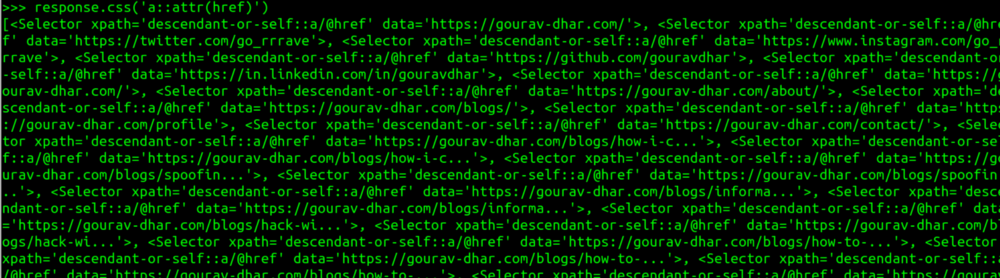 >>> response.css('a::attr(href)')
[<Selector xpath='descendant-or-self::a/@href' data='https://gourav-dhar.com/'>, <Selector xpath='descendant-or-self::a/@hre
f' data='https://twitter.com/go_rrrave'>, <Selector xpath='descendant-or-self::a/@href' data='https://www.instagram.com/go_
rrrave'>, <Selector xpath='descendant-or-self::a/@href' data='https://github.com/gouravdhar'>, <Selector xpath='descendant-or
-self::a/@href' data='https://in.linkedin.com/in/gouravdhar'>, <Selector xpath='descendant-or-self::a/@href' data='https://g
ourav-dhar.com/'>, <Selector xpath='descendant-or-self::a/@href' data='https://gourav-dhar.com/about/'>, <Selector xpath='de
scendant-or-self::a/@href' data='https://gourav-dhar.com/blogs/'>, <Selector xpath='descendant-or-self::a/@href' data='https
://gourav-dhar.com/profile'>, <Selector xpath='descendant-or-self::a/@href' data='https://gourav-dhar.com/contact/'>, <Selec
tor xpath='descendant-or-self::a/@href' data='https://gourav-dhar.com/blogs/how-i-c...'>, <Selector xpath='descendant-or-sel
f::a/@href' data='https://gourav-dhar.com/blogs/how-i-c...'>, <Selector xpath='descendant-or-self::a/@href' data='https://go
urav-dhar.com/blogs/spoofin...'>, <Selector xpath='descendant-or-self::a/@href' data='https://gourav-dhar.com/blogs/spoofin.
..'>, <Selector xpath='descendant-or-self::a/@href' data='https://gourav-dhar.com/blogs/informa...'>, <Selector xpath='desce
ndant-or-self::a/@href' data='https://gourav-dhar.com/blogs/informa...'>, <Selector xpath='descendant-or-self::a/@href' data
='https://gourav-dhar.com/blogs/hack-wi...'>, <Selector xpath='descendant-or-self::a/@href' data='https://gourav-dhar.com/bl
ogs/hack-wi...'>, <Selector xpath='descendant-or-self::a/@href' data='https://gourav-dhar.com/blogs/how-to-...'>, <Selector
xpath='descendant-or-self::a/@href' data='https://gourav-dhar.com/blogs/how-to-...'>, <Selector xpath='descendant-or-self::a
/@href' data='https://gourav-dhar.com/blogs/how-to-...'>, <Selector xpath='descendant-or-self::a/@href' data='https://gourav